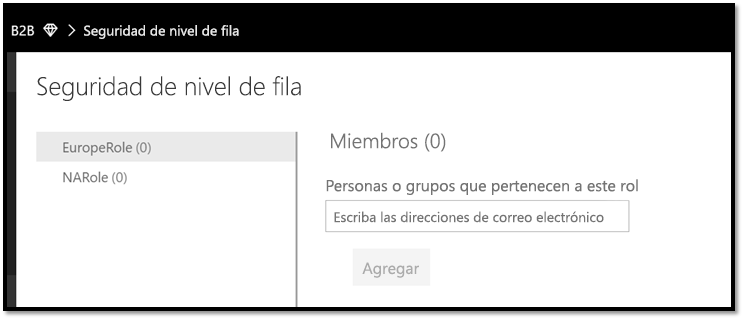 B2B > Seguridad de nivel de fila
Seguridad de nivel de fila
EuropeRole (0)
NARole (0)
Miembros (0)
Personas o grupos que pertenecen a este rol
Escriba las direcciones de correo electrónico
Agregar